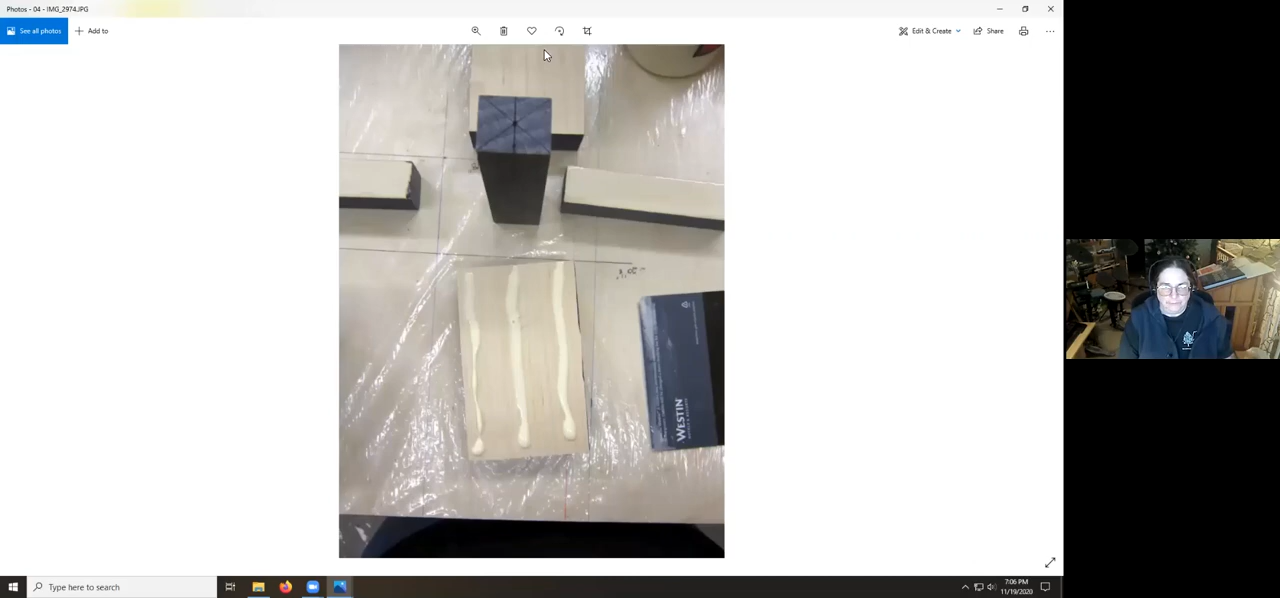 Photos - 04 - IMG_2974.JPG
See all photos
Add to
Edit & Create
Share
WESTIN
Type here to search
7:06 PM
11/19/2020